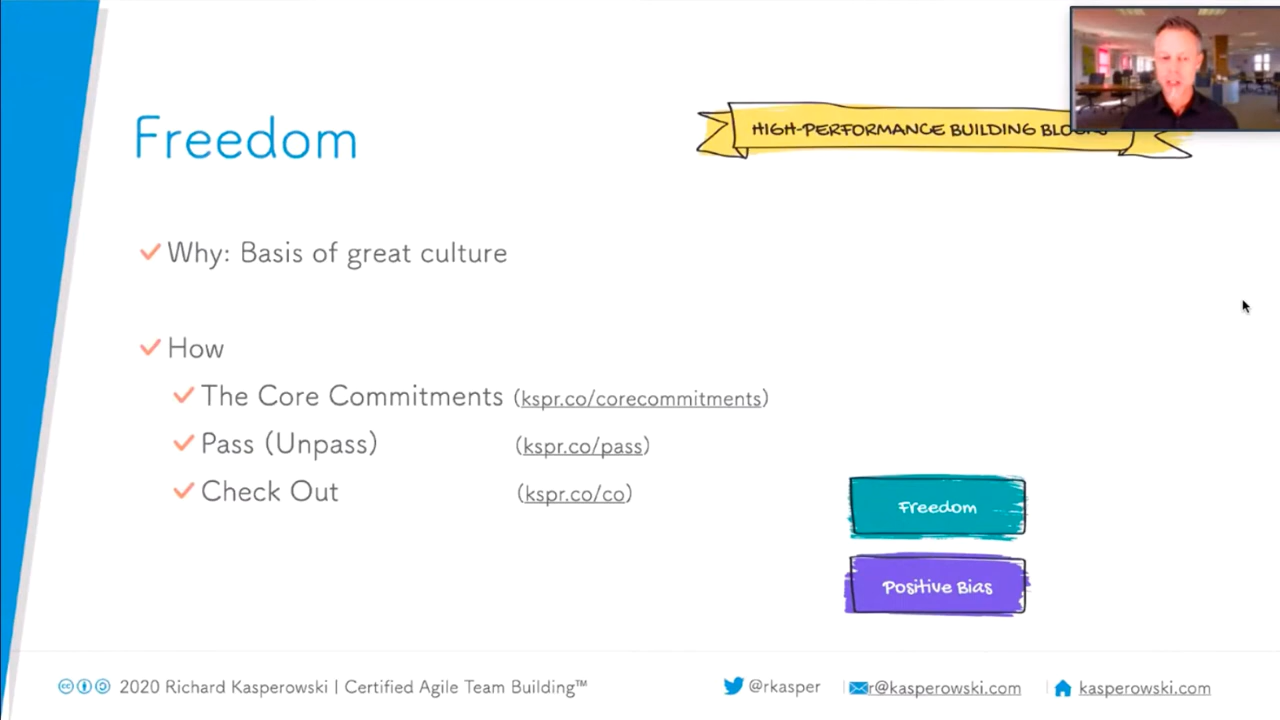 Freedom
HIGH-PERFORMANCE BUILDING
Why: Basis of great culture
How
The Core Commitments (kspr.co/corecommitments)
Pass (Unpass) (kspr.co/pass)
Check Out (kspr.co/co)
Freedom
Positive Bias
cc 2020 Richard Kasperowski | Certified Agile Team Building™ @rkasper r@kasperowski.com kasperowski.com